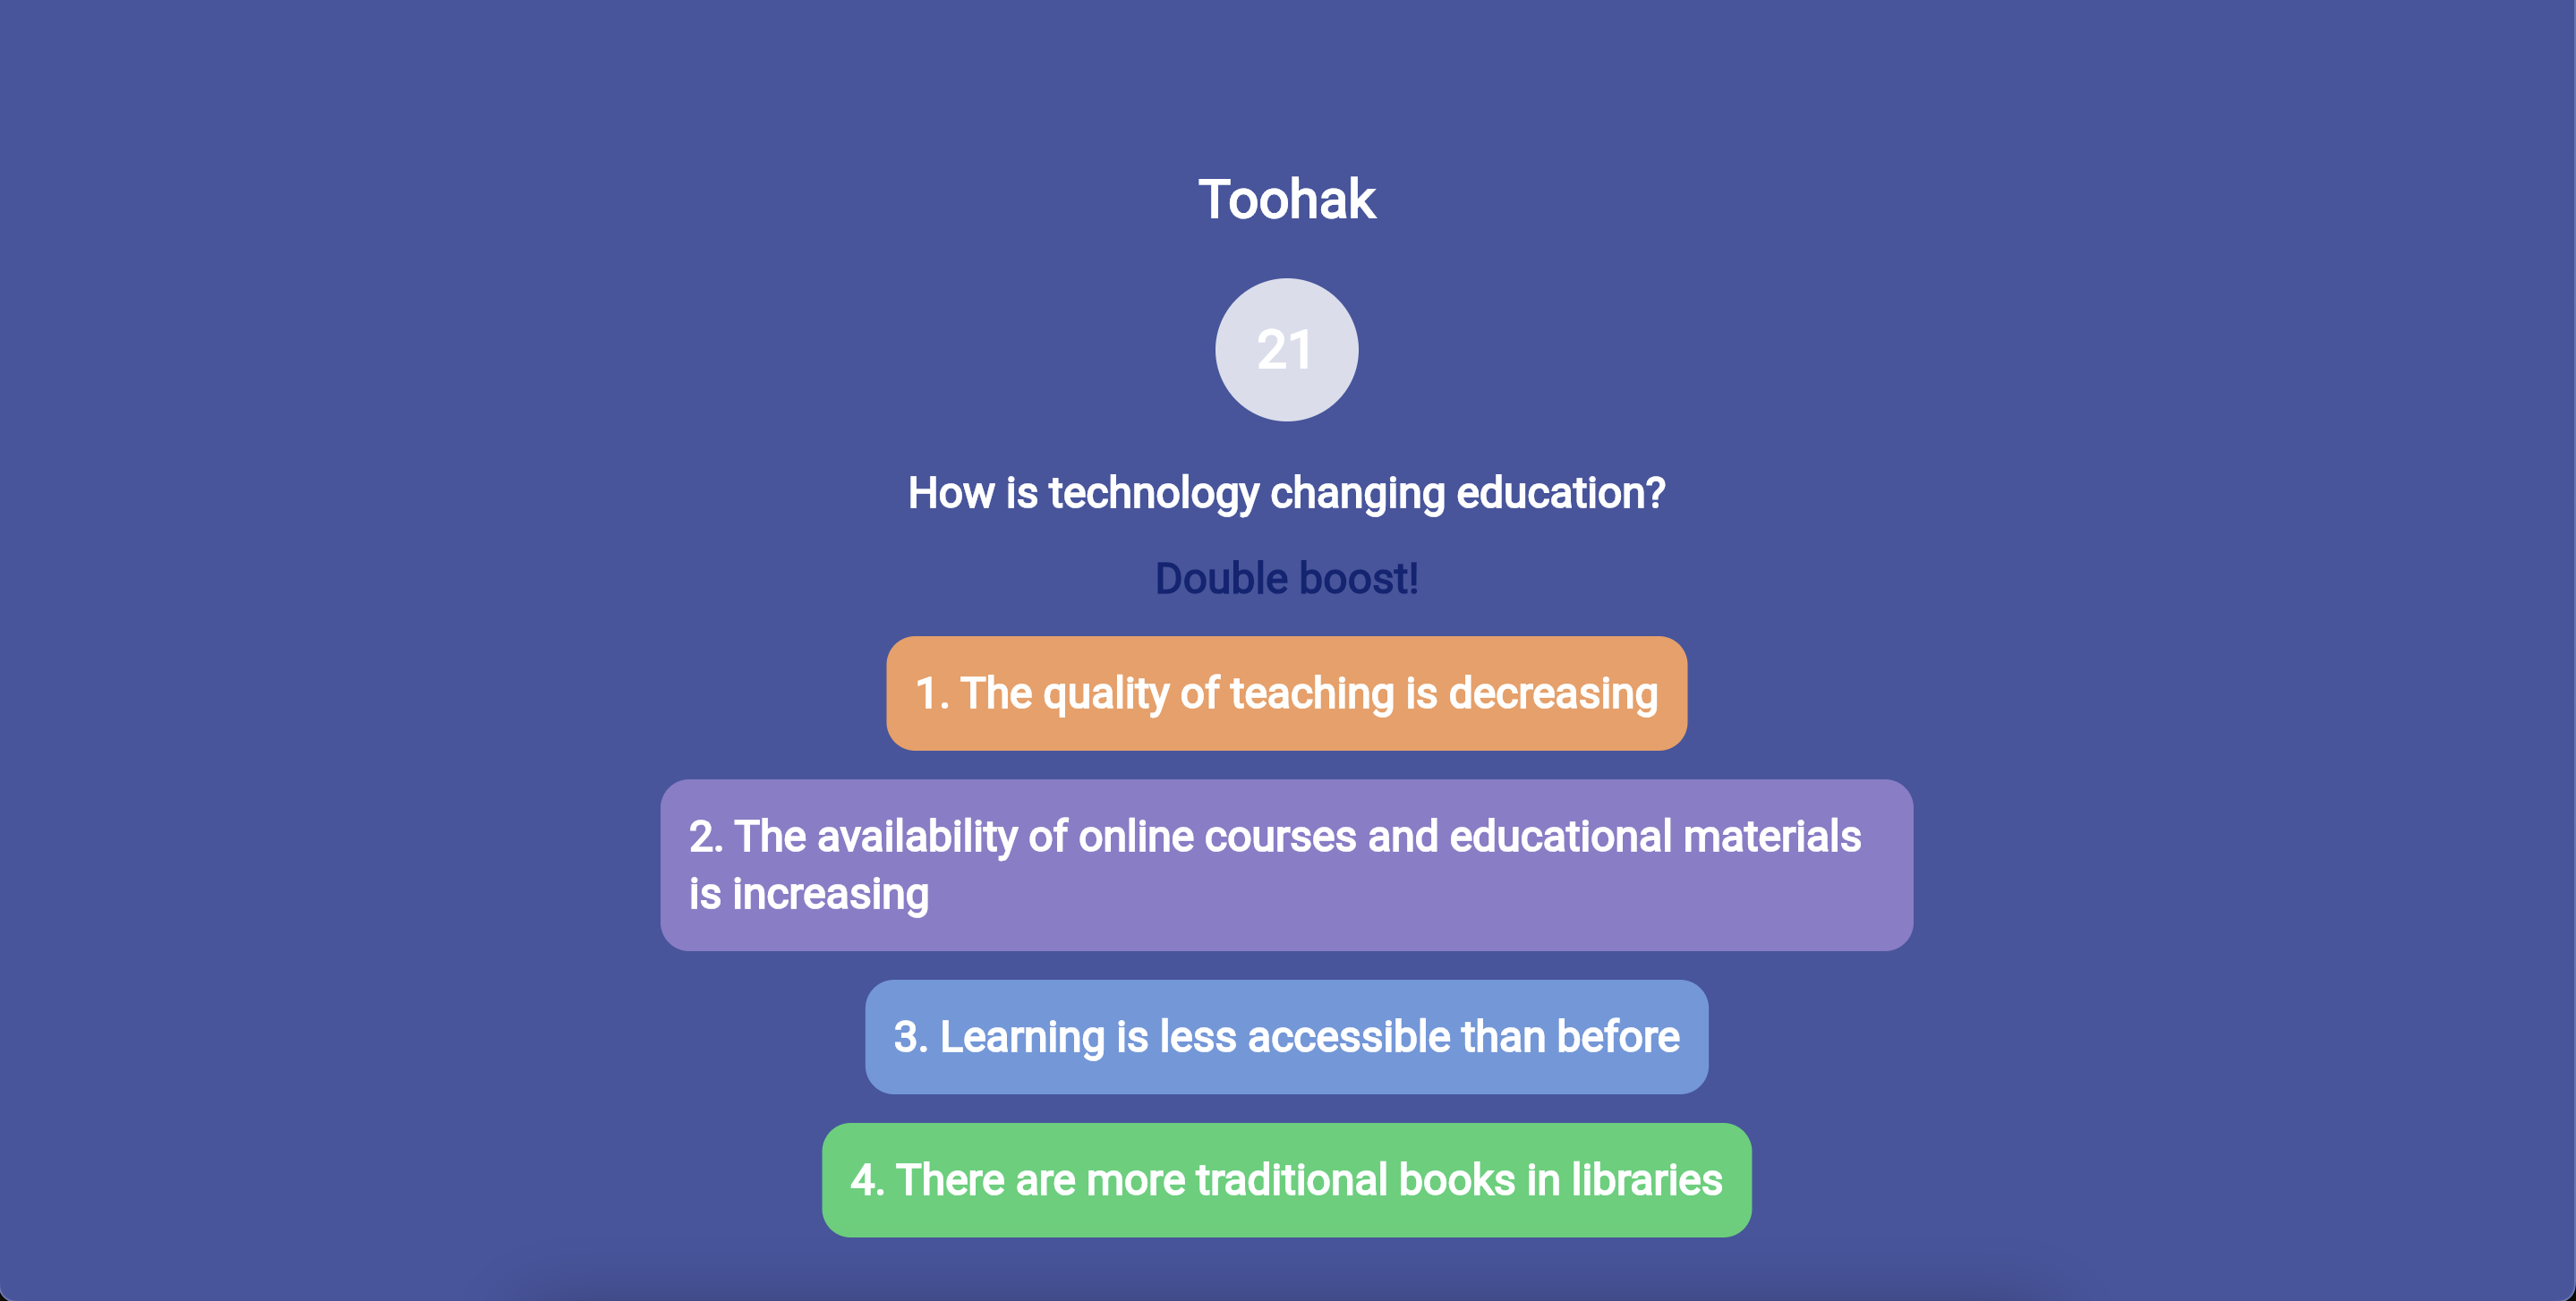 Toohak
21
How is technology changing education?
Double boost!
1. The quality of teaching is decreasing
2. The availability of online courses and educational materials
is increasing
3. Learning is less accessible than before
4. There are more traditional books in libraries